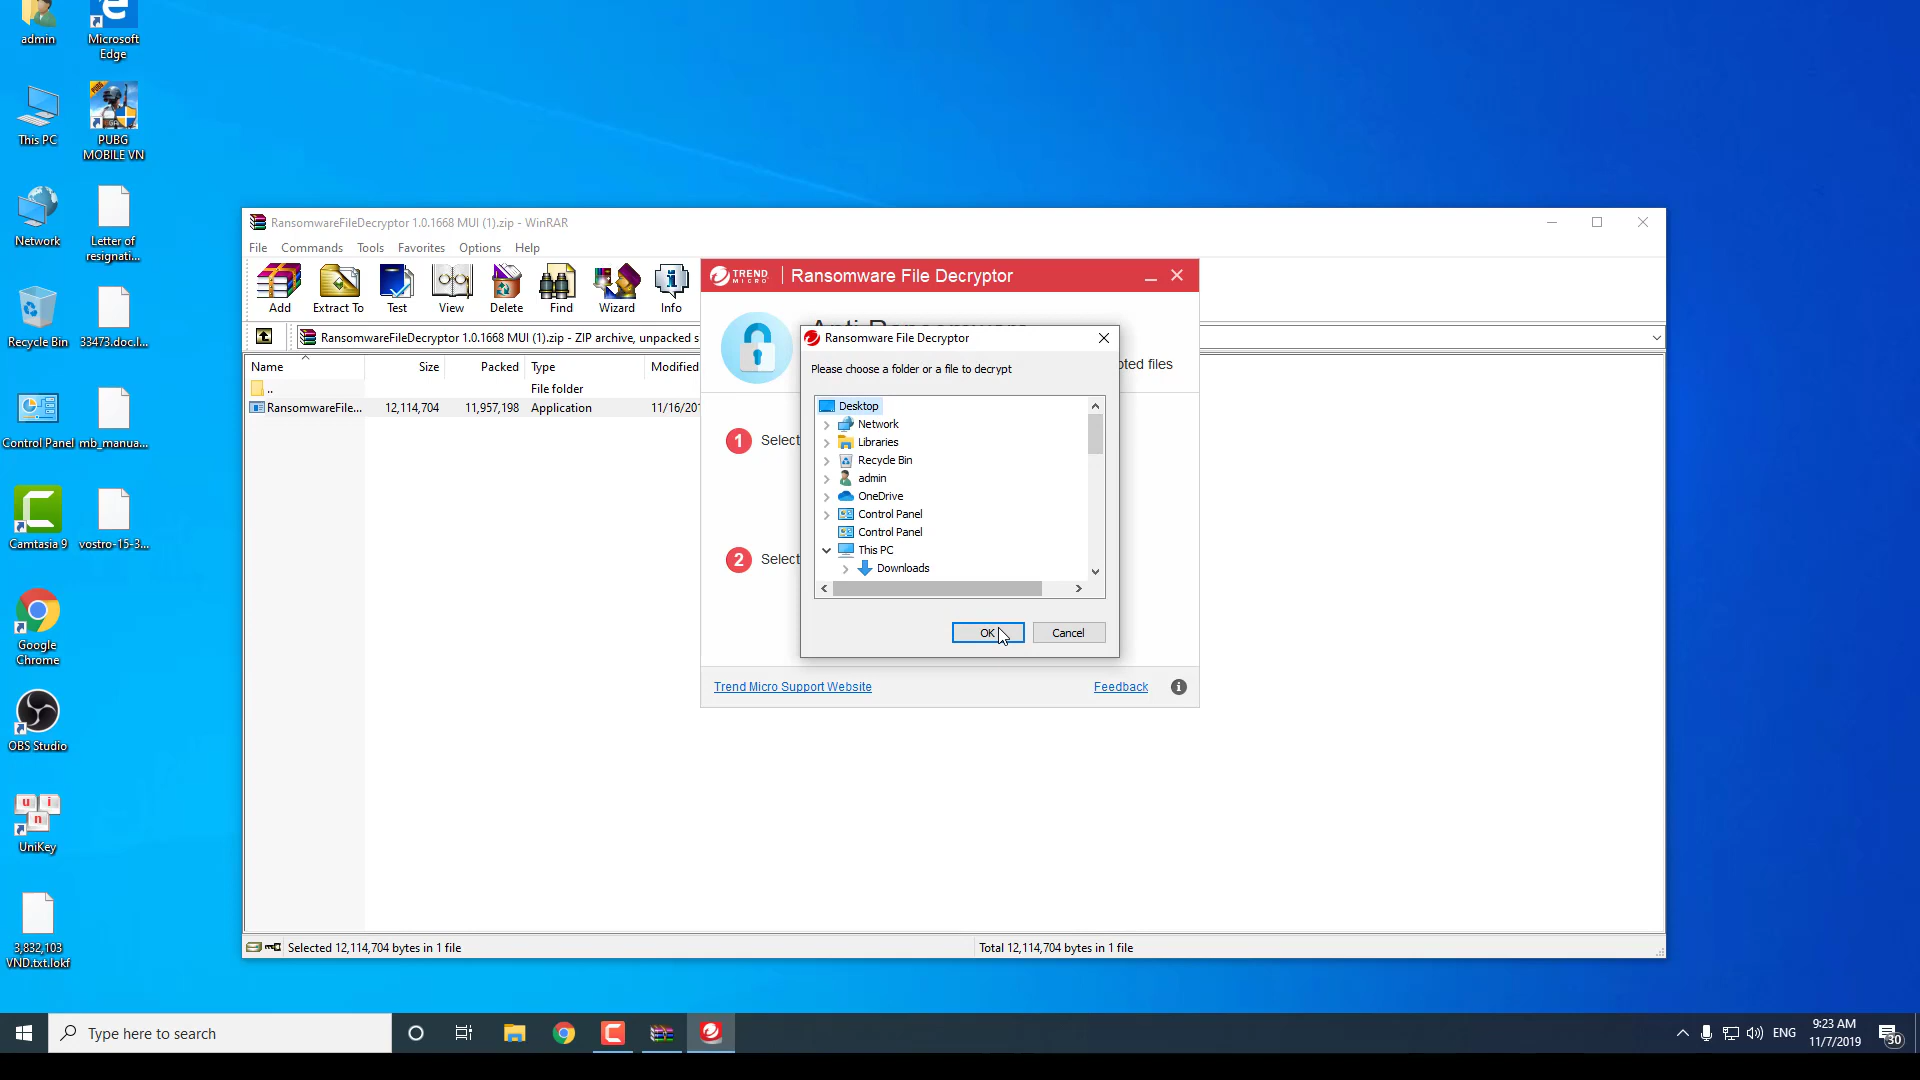 admin
Microsoft
Edge
This PC
PUBG
MOBILE VN
Network
Letter of
resignati...
Recycle Bin
33473.doc.l...
Control Panel
mb_manua...
Camtasia 9
vostro-15-3...
Google
Chrome
OBS Studio
UniKey
3,832,103
VND.txt.lokf
RansomwareFileDecryptor 1.0.1668 MUI (1).zip - WinRAR
File Commands Tools Favorites Options Help
Add Extract To Test View Delete Find Wizard Info
RansomwareFileDecryptor 1.0.1668 MUI (1).zip - ZIP archive, unpacked s
Name Size Packed Type Modified
.. File folder
RansomwareFile... 12,114,704 11,957,198 Application 11/16/201
Selected 12,114,704 bytes in 1 file
Total 12,114,704 bytes in 1 file
TREND
MICRO
Ransomware File Decryptor
pted files
1 Select
2 Select
Trend Micro Support Website
Feedback
Ransomware File Decryptor
Please choose a folder or a file to decrypt
Desktop
Network
Libraries
Recycle Bin
admin
OneDrive
Control Panel
Control Panel
This PC
Downloads
OK
Cancel
Type here to search
ENG
9:23 AM
11/7/2019
30